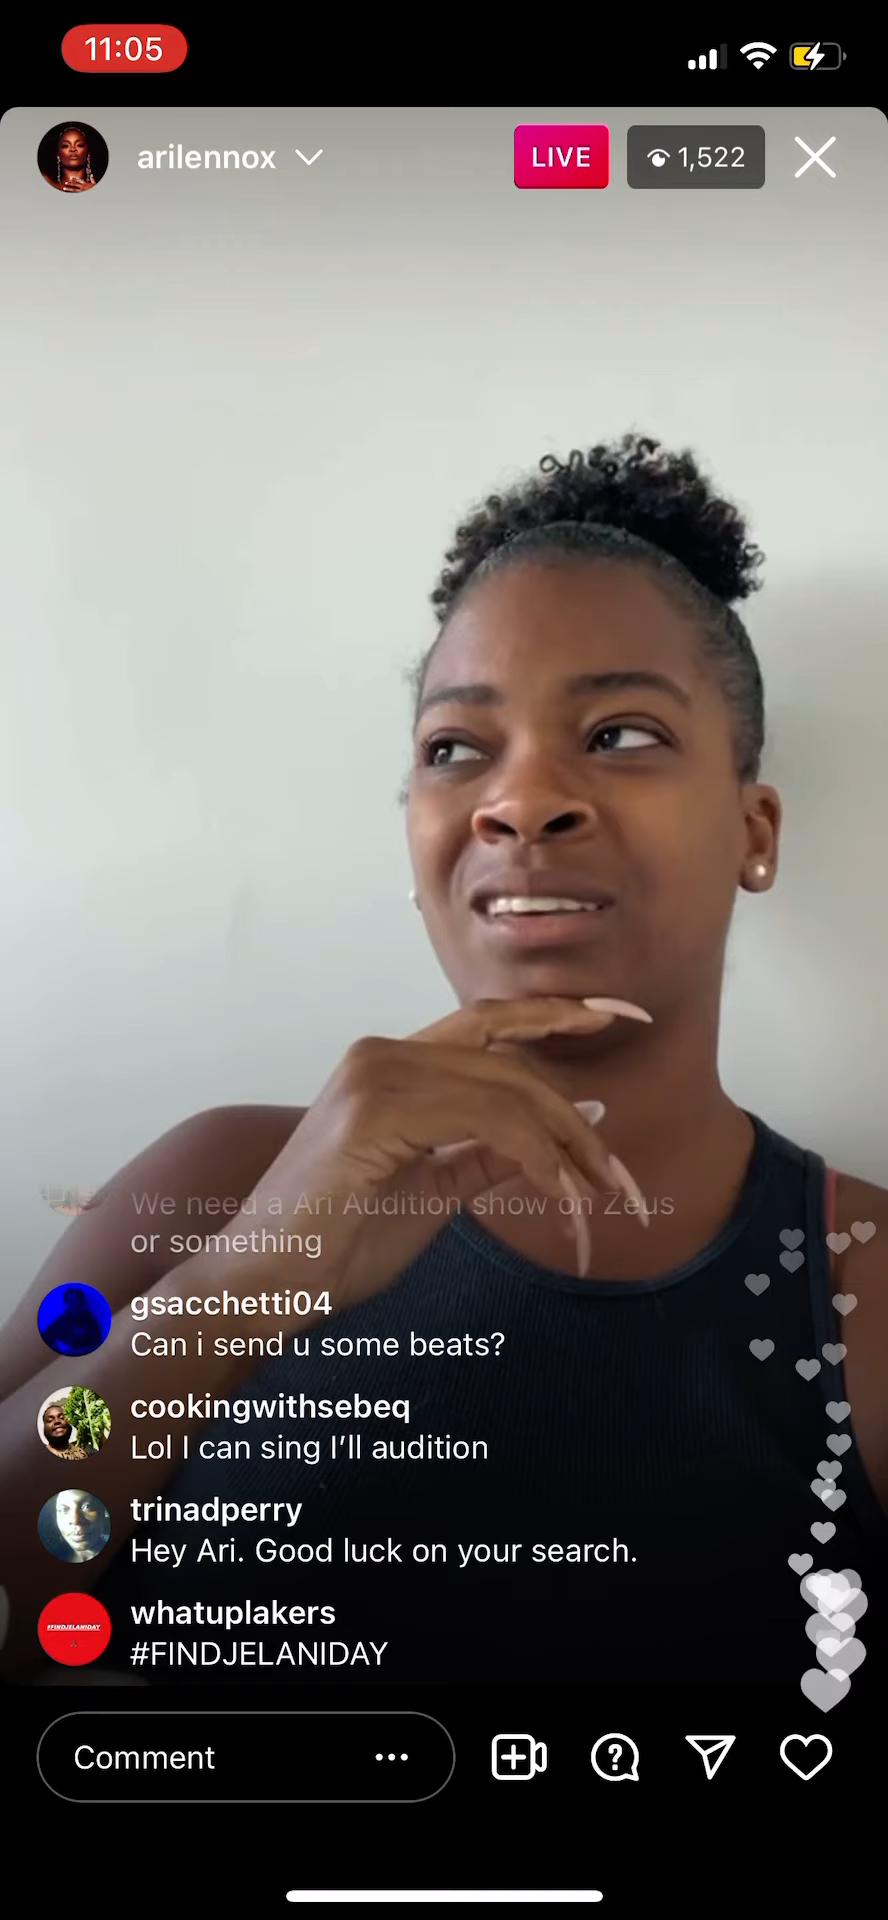 11:05
arilennox
LIVE
1,522
We need a Ari Audition show on Zeus
or something
gsacchetti04
Can i send u some beats?
cookingwithsebeq
Lol I can sing I’ll audition
trinadperry
Hey Ari. Good luck on your search.
#FINDJELANIDAY
whatuplakers
#FINDJELANIDAY
Comment